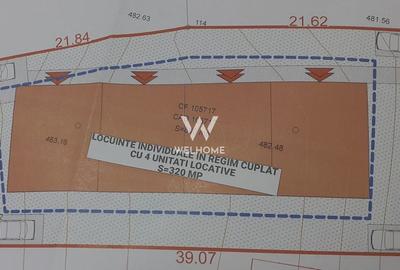 482.63
114
21.62
481.56
21.84
CF 105717
483.18
482.48
WELHOME
LOCUINTE INDIVIDUALE IN REGIM CUPLAT
CU 4 UNITATI LOCATIVE
S=320 MP
39.07